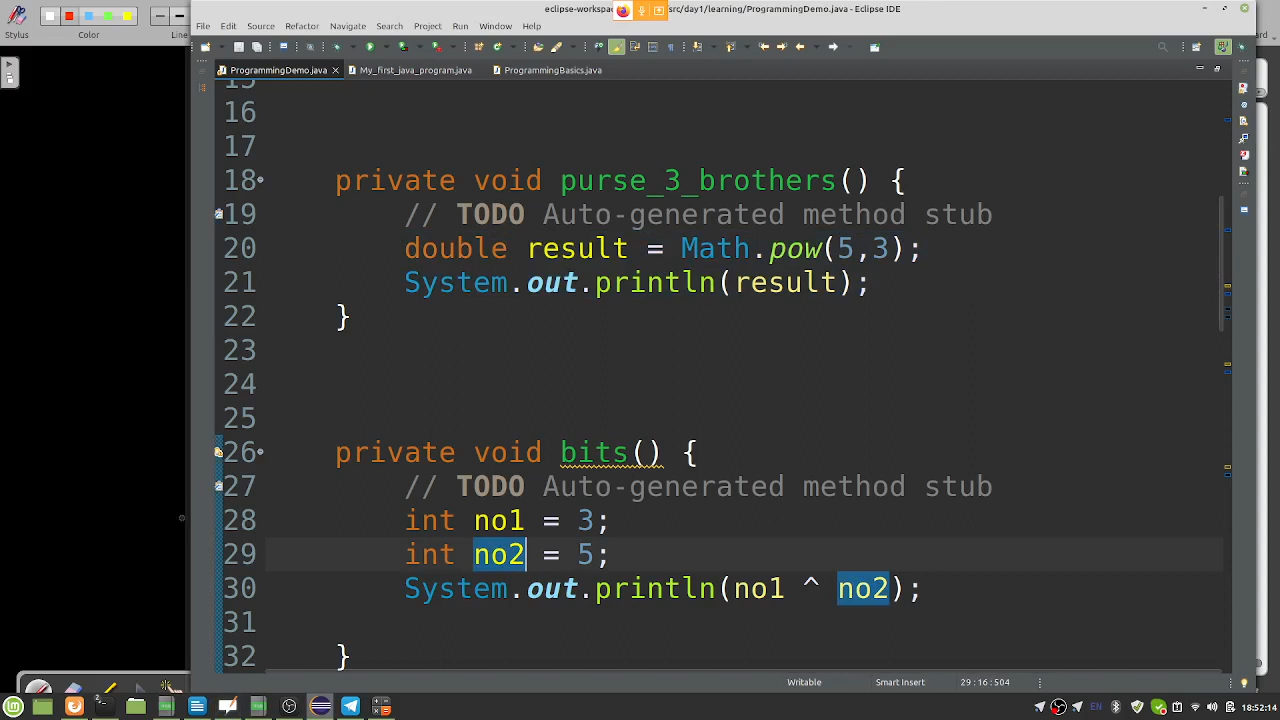 Stylus
Color
Line
eclipse-workspa
src/day1/learning/ProgrammingDemo.java - Eclipse IDE
File Edit Source Refactor Navigate Search Project Run Window Help
ProgrammingDemo.java My_first_java_program.java ProgrammingBasics.java
15
16
17
18 private void purse_3_brothers() {
19 // TODO Auto-generated method stub
20 double result = Math.pow(5,3);
21 System.out.println(result);
22 }
23
24
25
26 private void bits() {
27 // TODO Auto-generated method stub
28 int no1 = 3;
29 int no2 = 5;
30 System.out.println(no1 ^ no2);
31
32 }
Writable Smart Insert 29 : 16 : 504
EN 18:52:14